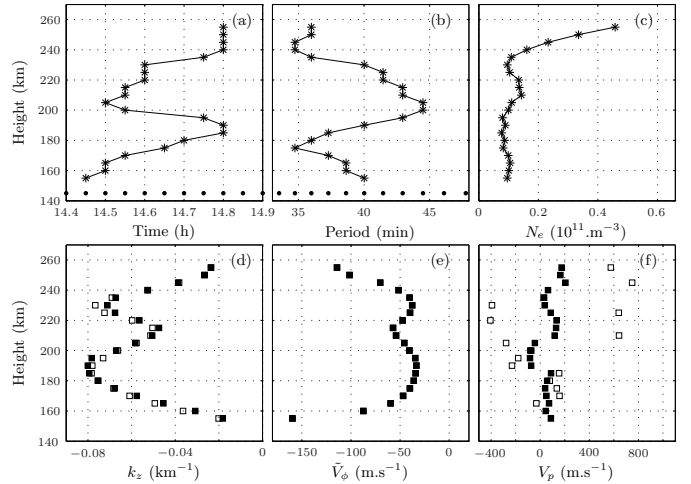 260
240
220
200
180
160
140
Height (km)
(a)
(b)
(c)
14.4
14.5
14.6
14.7
14.8
14.9
Time (h)
35
40
45
Period (min)
0
0.2
0.4
0.6
N_e (10^11.m^−3)
260
240
220
200
180
160
140
Height (km)
(d)
(e)
(f)
−0.08
−0.04
0
k_z (km^−1)
−150
−100
−50
0
Ṽ_ϕ (m.s^−1)
−400
0
400
800
V_p (m.s^−1)